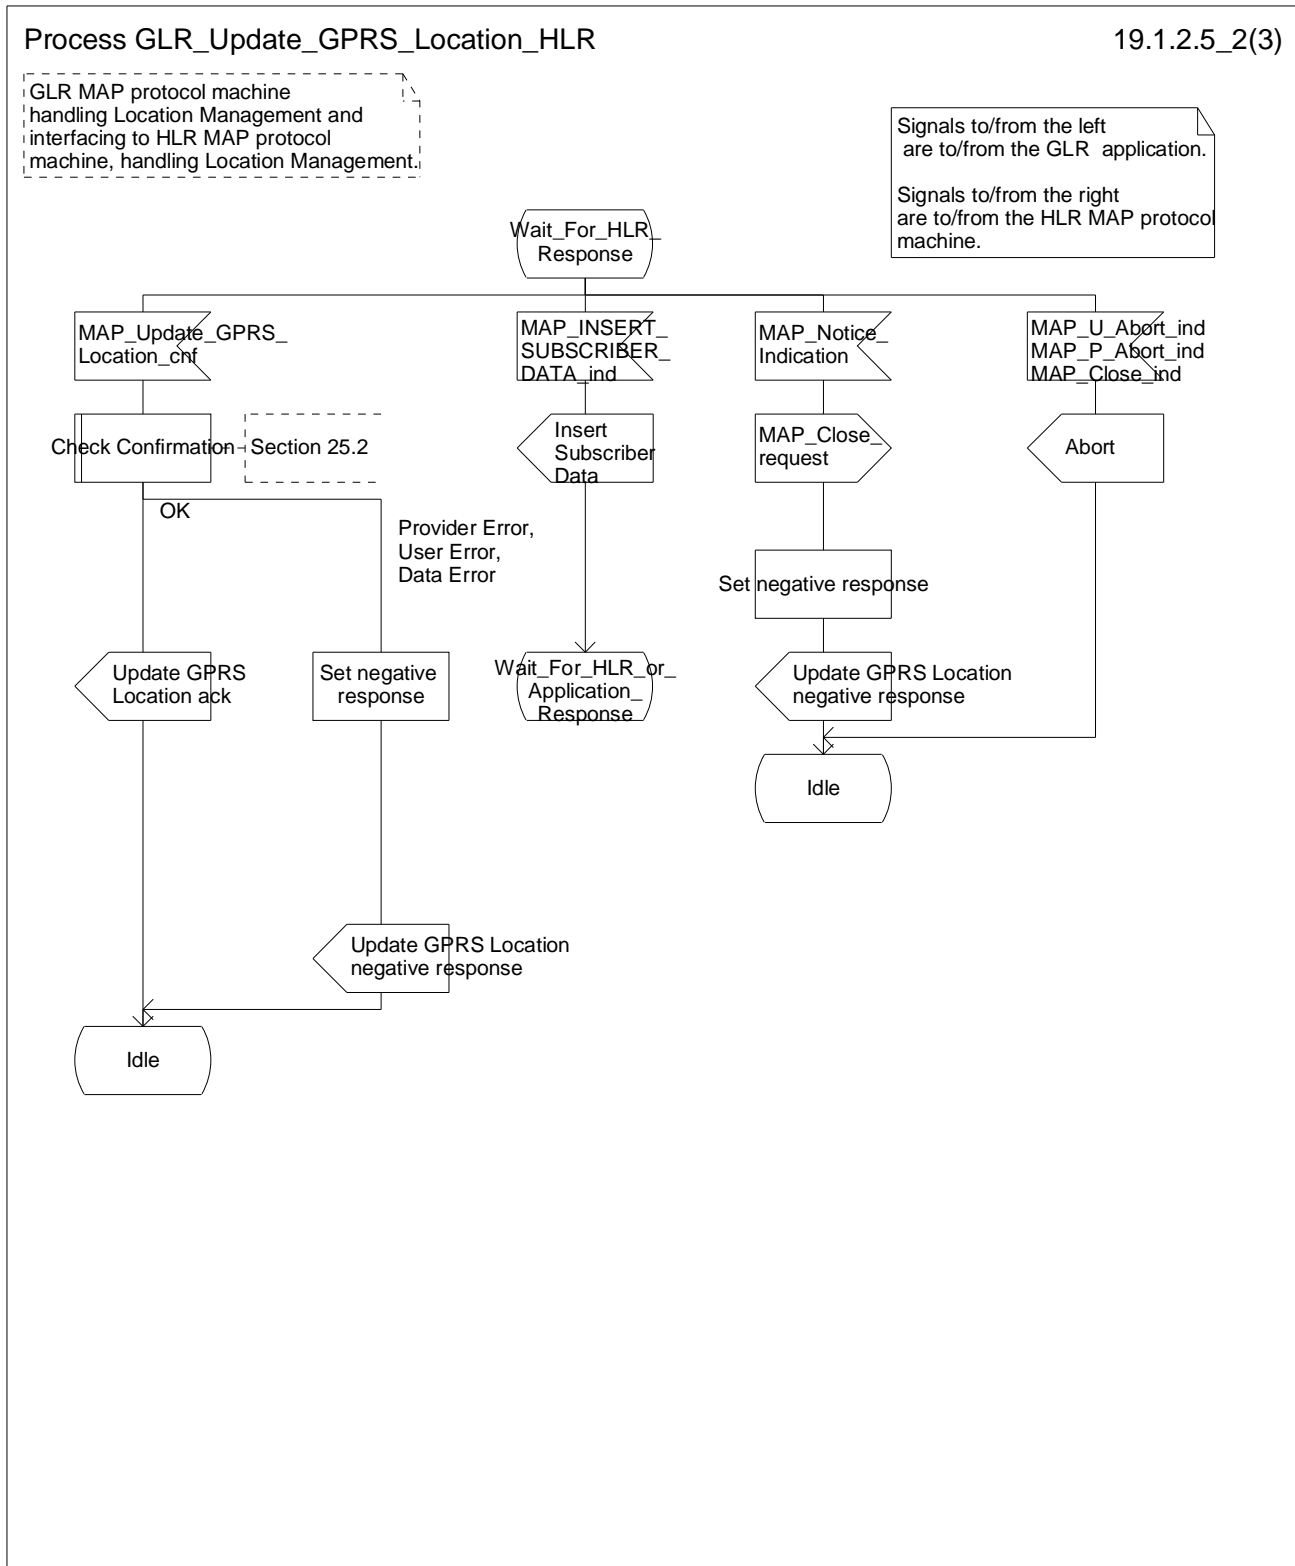 Process GLR_Update_GPRS_Location_HLR
19.1.2.5_2(3)
GLR MAP protocol machine
handling Location Management and
interfacing to HLR MAP protocol
machine, handling Location Management.
Signals to/from the left
are to/from the GLR application.
Signals to/from the right
are to/from the HLR MAP protocol
machine.
Wait_For_HLR_
Response
MAP_Update_GPRS_
Location_cnf
MAP_INSERT_
SUBSCRIBER_
DATA_ind
MAP_Notice_
Indication
MAP_U_Abort_ind
MAP_P_Abort_ind
MAP_Close_ind
Check Confirmation
Section 25.2
Insert
Subscriber
Data
MAP_Close_
request
Abort
OK
Provider Error,
User Error,
Data Error
Set negative response
Update GPRS
Location ack
Set negative
response
Wait_For_HLR_or_
Application_
Response
Update GPRS Location
negative response
Idle
Update GPRS Location
negative response
Idle